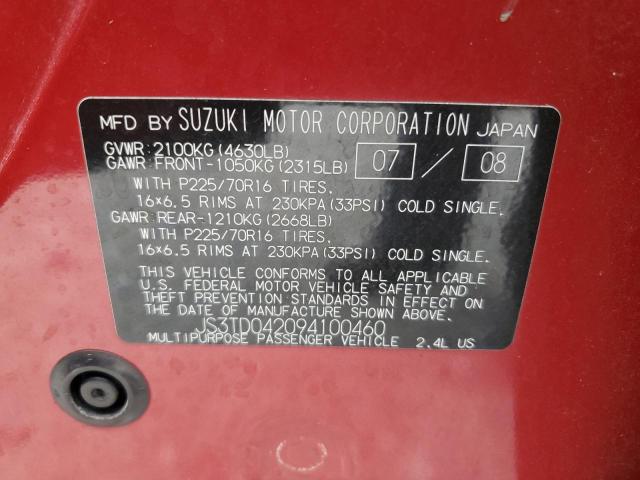 MFD BY SUZUKI MOTOR CORPORATION JAPAN
GVWR:2100KG(4630LB)
GAWR:FRONT-1050KG(2315LB) 07 / 08
WITH P225/70R16 TIRES.
16×6.5 RIMS AT 230KPA(33PSI) COLD SINGLE.
GAWR:REAR-1210KG(2668LB)
WITH P225/70R16 TIRES.
16×6.5 RIMS AT 230KPA(33PSI) COLD SINGLE.
THIS VEHICLE CONFORMS TO ALL APPLICABLE
U.S. FEDERAL MOTOR VEHICLE SAFETY AND
THEFT PREVENTION STANDARDS IN EFFECT ON
THE DATE OF MANUFACTURE SHOWN ABOVE.
JS3TD042094100460
MULTIPURPOSE PASSENGER VEHICLE 2.4L US